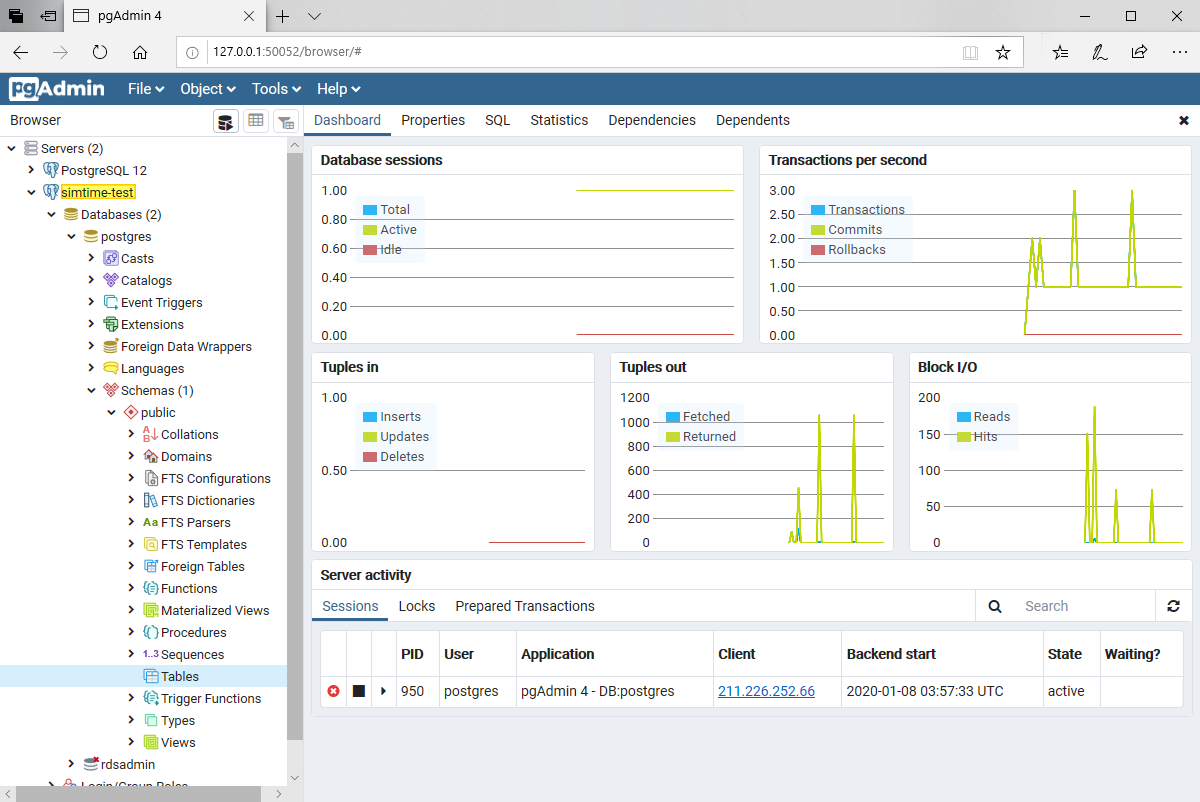 pgAdmin 4
127.0.0.1:50052/browser/#
pgAdmin File Object Tools Help
Browser
Dashboard Properties SQL Statistics Dependencies Dependents
Servers (2)
PostgreSQL 12
simtime-test
Databases (2)
postgres
Casts
Catalogs
Event Triggers
Extensions
Foreign Data Wrappers
Languages
Schemas (1)
public
Collations
Domains
FTS Configurations
FTS Dictionaries
Aa FTS Parsers
FTS Templates
Foreign Tables
Functions
Materialized Views
Procedures
1..3 Sequences
Tables
Trigger Functions
Types
Views
rdsadmin
Login/Group Roles
Database sessions
1.00
0.80
0.60
0.40
0.20
0.00
Total
Active
Idle
Transactions per second
3.00
2.50
2.00
1.50
1.00
0.50
0.00
Transactions
Commits
Rollbacks
Tuples in
1.00
0.50
0.00
Inserts
Updates
Deletes
Tuples out
1200
1000
800
600
400
200
0
Fetched
Returned
Block I/O
200
150
100
50
0
Reads
Hits
Server activity
Sessions Locks Prepared Transactions Search
PID User Application Client Backend start State Waiting?
950 postgres pgAdmin 4 - DB:postgres 211.226.252.66 2020-01-08 03:57:33 UTC active